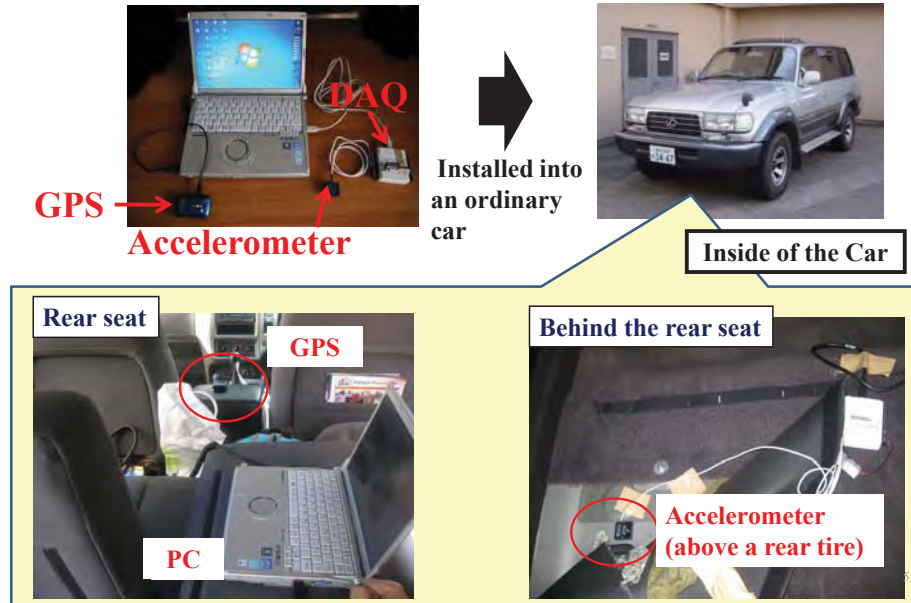 DAQ
GPS
Accelerometer
Installed into
an ordinary
car
Inside of the Car
Rear seat
GPS
PC
Behind the rear seat
Accelerometer
(above a rear tire)